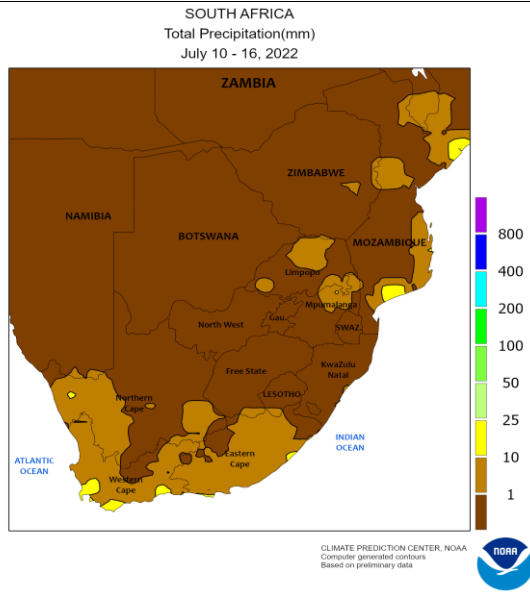 SOUTH AFRICA
Total Precipitation(mm)
July 10 - 16, 2022
ZAMBIA
ZIMBABWE
NAMIBIA
BOTSWANA
MOZAMBIQUE
Limpopo
Mpumalanga
Gau.
North West
SWAZ.
Free State
KwaZulu
Natal
LESOTHO
Northern
Cape
INDIAN
OCEAN
Eastern
Cape
ATLANTIC
OCEAN
Western
Cape
800
400
200
100
50
25
10
1
CLIMATE PREDICTION CENTER, NOAA
Computer generated contours
Based on preliminary data
NOAA